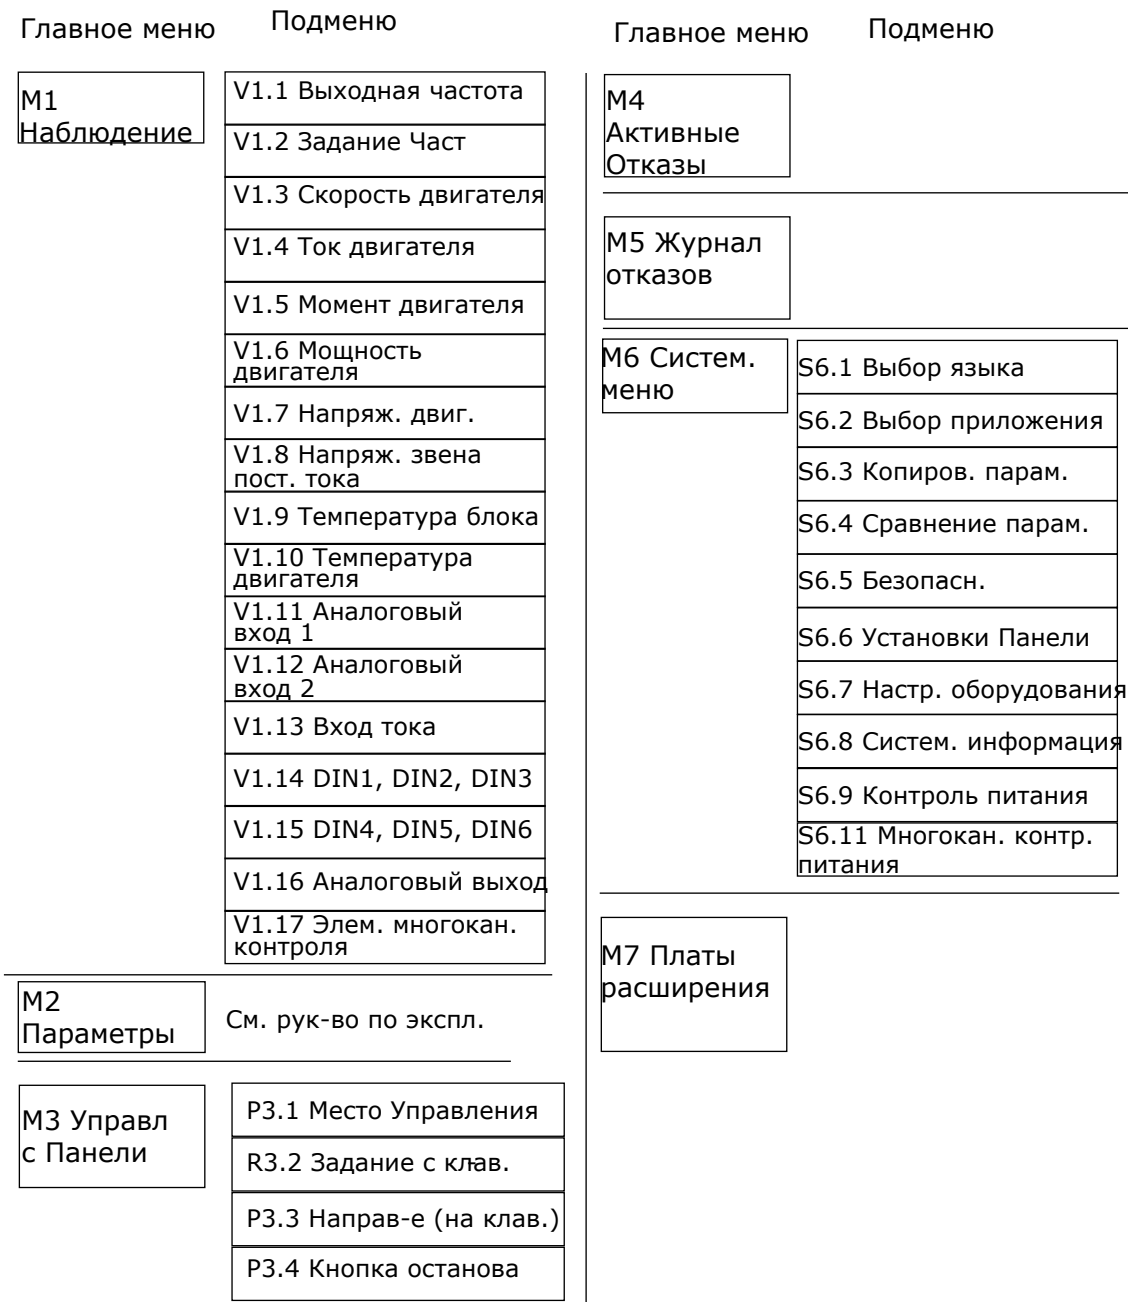 Главное меню
Подменю
M1
Наблюдение
V1.1 Выходная частота
V1.2 Задание Част
V1.3 Скорость двигателя
V1.4 Ток двигателя
V1.5 Момент двигателя
V1.6 Мощность
двигателя
V1.7 Напряж. двиг.
V1.8 Напряж. звена
пост. тока
V1.9 Температура блока
V1.10 Температура
двигателя
V1.11 Аналоговый
вход 1
V1.12 Аналоговый
вход 2
V1.13 Вход тока
V1.14 DIN1, DIN2, DIN3
V1.15 DIN4, DIN5, DIN6
V1.16 Аналоговый выход
V1.17 Элем. многокан.
контроля
M2
Параметры
См. рук-во по экспл.
M3 Управл
с Панели
P3.1 Место Управления
R3.2 Задание с клав.
P3.3 Направ-е (на клав.)
P3.4 Кнопка останова
Главное меню
Подменю
M4
Активные
Отказы
M5 Журнал
отказов
M6 Систем.
меню
S6.1 Выбор языка
S6.2 Выбор приложения
S6.3 Копиров. парам.
S6.4 Сравнение парам.
S6.5 Безопасн.
S6.6 Установки Панели
S6.7 Настр. оборудования
S6.8 Систем. информация
S6.9 Контроль питания
S6.11 Многокан. контр.
питания
M7 Платы
расширения